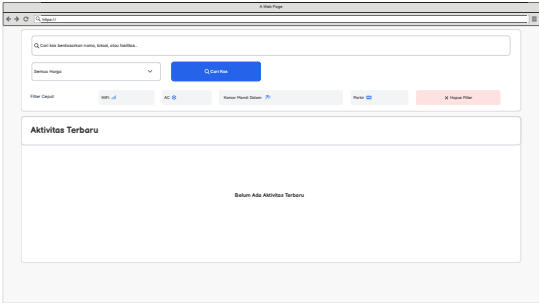 A Web Page
https://
Cari kos berdasarkan nama, lokasi, atau fasilitas..
Semua Harga
Cari Kos
Filter Cepat:
WiFi
AC
Kamar Mandi Dalam
Parkir
X Hapus Filter
Aktivitas Terbaru
Belum Ada Aktivitas Terbaru